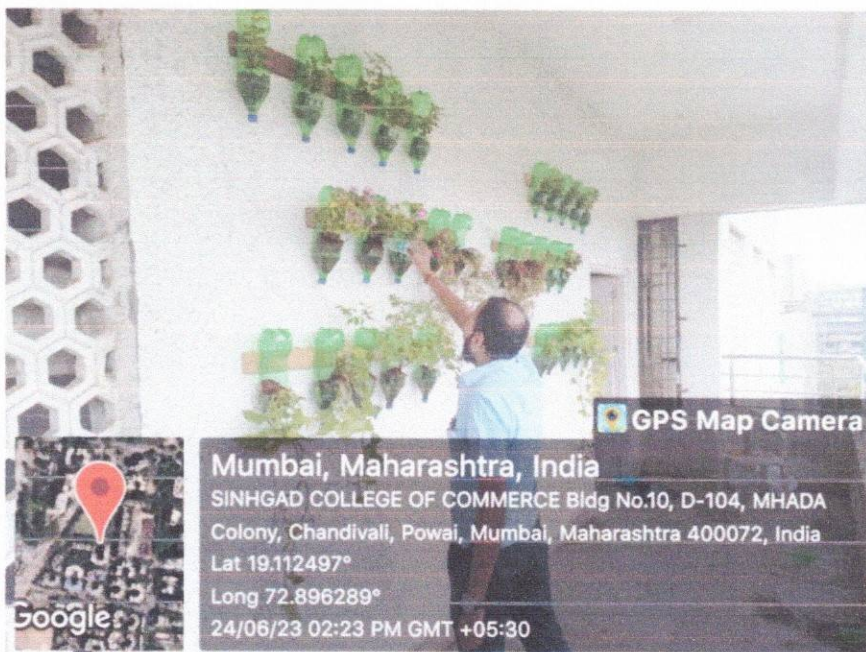 GPS Map Camera
Mumbai, Maharashtra, India
SINHGAD COLLEGE OF COMMERCE Bldg No.10, D-104, MHADA
Colony, Chandivali, Powai, Mumbai, Maharashtra 400072, India
Lat 19.112497°
Long 72.896289°
24/06/23 02:23 PM GMT +05:30
Google